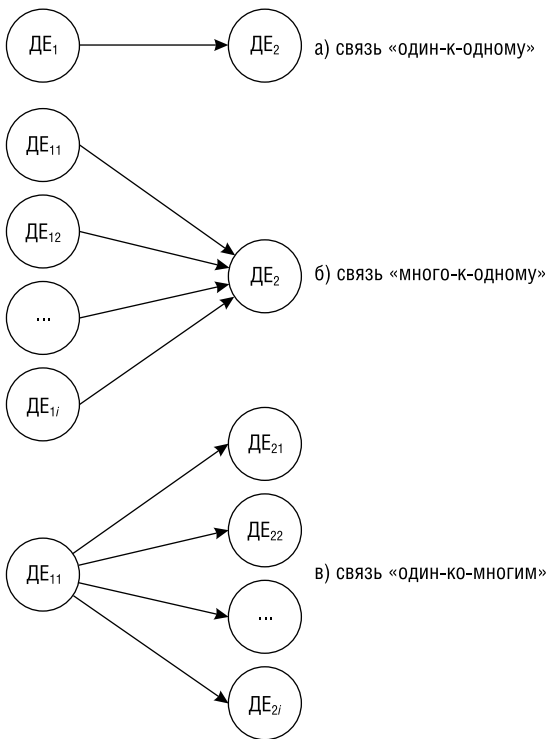 ДЕ₁ ДЕ₂ а) связь «один-к-одному»
ДЕ₁₁
ДЕ₁₂
ДЕ₂ б) связь «много-к-одному»
...
ДЕ₁ᵢ
ДЕ₂₁
ДЕ₂₂
ДЕ₁₁ в) связь «один-ко-многим»
...
ДЕ₂ᵢ